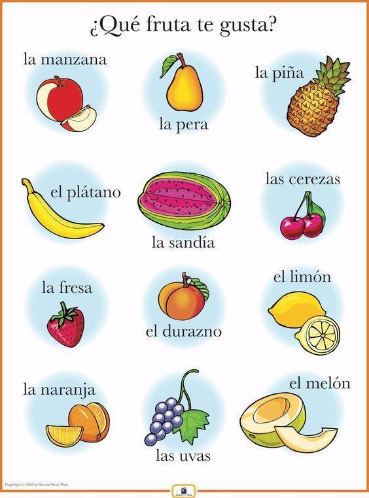 ¿Qué fruta te gusta?
la manzana
la pera
la piña
el plátano
la sandía
las cerezas
la fresa
el durazno
el limón
la naranja
las uvas
el melón